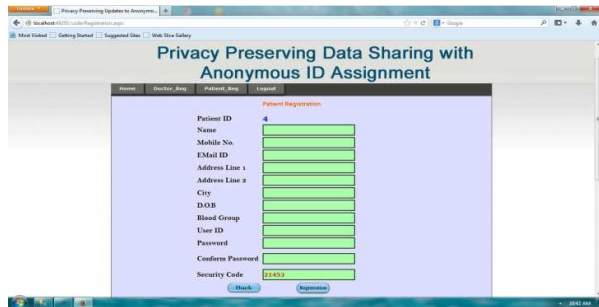 Privacy Preserving Updates to Anonymo...
localhost
Google
Most Visited Getting Started Suggested Sites Web Slice Gallery
Privacy Preserving Data Sharing with
Anonymous ID Assignment
Home Doctor_Reg Patient_Reg Logout
Patient Registration
Patient ID 4
Name
Mobile No.
EMail ID
Address Line 1
Address Line 2
City
D.O.B
Blood Group
User ID
Password
Conform Password
Security Code 21452
Back Registration